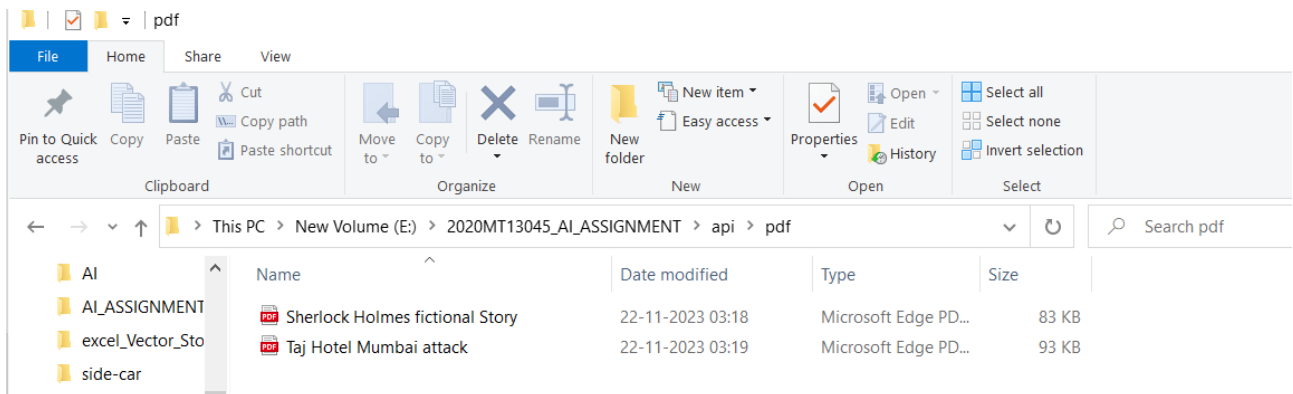 pdf
File Home Share View
Pin to Quick access
Copy
Paste
Cut
Copy path
Paste shortcut
Clipboard
Move to
Copy to
Delete
Rename
Organize
New folder
New item
Easy access
New
Properties
Open
Edit
History
Open
Select all
Select none
Invert selection
Select
This PC > New Volume (E:) > 2020MT13045_AI_ASSIGNMENT > api > pdf
Search pdf
AI
AI_ASSIGNMENT
excel_Vector_Sto
side-car
Name Date modified Type Size
Sherlock Holmes fictional Story 22-11-2023 03:18 Microsoft Edge PD... 83 KB
Taj Hotel Mumbai attack 22-11-2023 03:19 Microsoft Edge PD... 93 KB